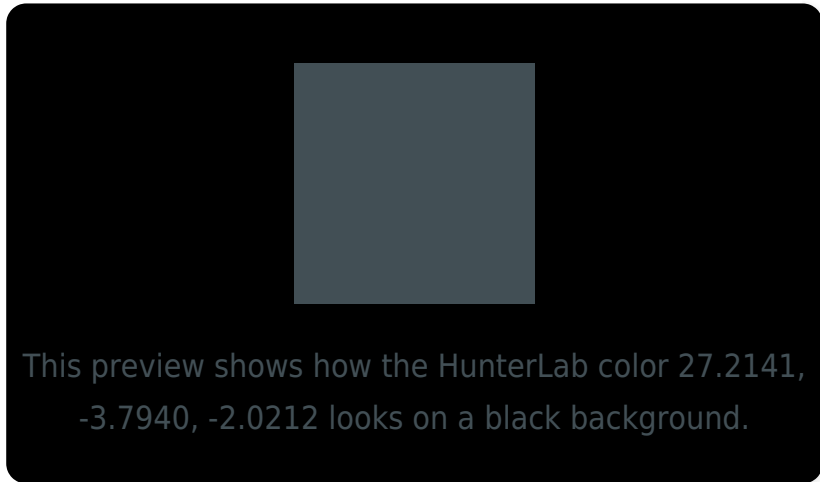 This preview shows how the HunterLab color 27.2141,
-3.7940, -2.0212 looks on a black background.